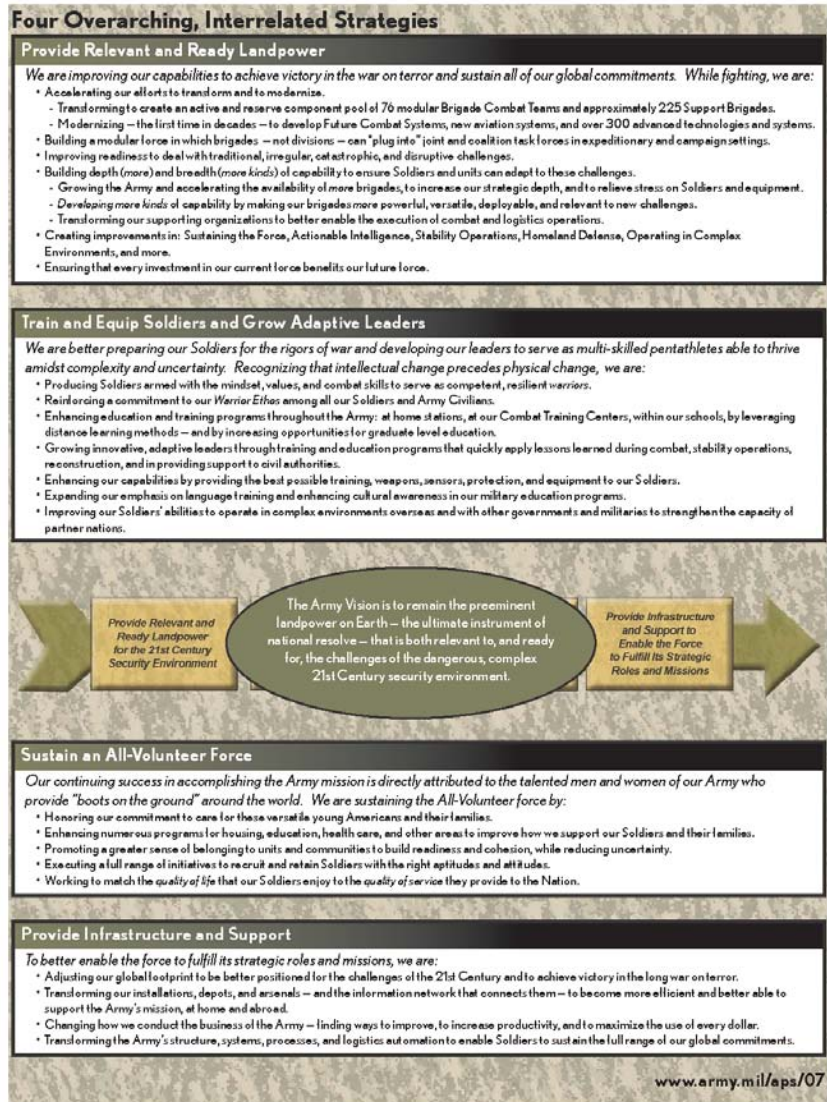 Four Overarching, Interrelated Strategies
Provide Relevant and Ready Landpower
We are improving our capabilities to achieve victory in the war on terror and sustain all of our global commitments. While fighting, we are:
• Accelerating our efforts to transform and to modernize.
- Transforming to create an active and reserve component pool of 76 modular Brigade Combat Teams and approximately 225 Support Brigades.
- Modernizing – the first time in decades – to develop Future Combat Systems, new aviation systems, and over 300 advanced technologies and systems.
• Building a modular force in which brigades – not divisions – can "plug into" joint and coalition task forces in expeditionary and campaign settings.
• Improving readiness to deal with traditional, irregular, catastrophic, and disruptive challenges.
• Building depth (more) and breadth (more kinds) of capability to ensure Soldiers and units can adapt to these challenges.
- Growing the Army and accelerating the availability of more brigades, to increase our strategic depth, and to relieve stress on Soldiers and equipment.
- Developing more kinds of capability by making our brigades more powerful, versatile, deployable, and relevant to new challenges.
- Transforming our supporting organizations to better enable the execution of combat and logistics operations.
• Creating improvements in: Sustaining the Force, Actionable Intelligence, Stability Operations, Homeland Defense, Operating in Complex
Environments, and more.
• Ensuring that every investment in our current force benefits our future force.
Train and Equip Soldiers and Grow Adaptive Leaders
We are better preparing our Soldiers for the rigors of war and developing our leaders to serve as multi-skilled pentathletes able to thrive
amidst complexity and uncertainty. Recognizing that intellectual change precedes physical change, we are:
• Producing Soldiers armed with the mindset, values, and combat skills to serve as competent, resilient warriors.
• Reinforcing a commitment to our Warrior Ethos among all our Soldiers and Army Civilians.
• Enhancing education and training programs throughout the Army: at home stations, at our Combat Training Centers, within our schools, by leveraging
distance learning methods – and by increasing opportunities for graduate level education.
• Growing innovative, adaptive leaders through training and education programs that quickly apply lessons learned during combat, stability operations,
reconstruction, and in providing support to civil authorities.
• Enhancing our capabilities by providing the best possible training, weapons, sensors, protection, and equipment to our Soldiers.
• Expanding our emphasis on language training and enhancing cultural awareness in our military education programs.
• Improving our Soldiers' abilities to operate in complex environments overseas and with other governments and militaries to strengthen the capacity of
partner nations.
Provide Relevant and
Ready Landpower
for the 21st Century
Security Environment
The Army Vision is to remain the preeminent
landpower on Earth – the ultimate instrument of
national resolve – that is both relevant to, and ready
for, the challenges of the dangerous, complex
21st Century security environment.
Provide Infrastructure
and Support to
Enable the Force
to Fulfill Its Strategic
Roles and Missions
Sustain an All-Volunteer Force
Our continuing success in accomplishing the Army mission is directly attributed to the talented men and women of our Army who
provide "boots on the ground" around the world. We are sustaining the All-Volunteer force by:
• Honoring our commitment to care for these versatile young Americans and their families.
• Enhancing numerous programs for housing, education, health care, and other areas to improve how we support our Soldiers and their families.
• Promoting a greater sense of belonging to units and communities to build readiness and cohesion, while reducing uncertainty.
• Executing a full range of initiatives to recruit and retain Soldiers with the right aptitudes and attitudes.
• Working to match the quality of life that our Soldiers enjoy to the quality of service they provide to the Nation.
Provide Infrastructure and Support
To better enable the force to fulfill its strategic roles and missions, we are:
• Adjusting our global footprint to be better positioned for the challenges of the 21st Century and to achieve victory in the long war on terror.
• Transforming our installations, depots, and arsenals – and the information network that connects them – to become more efficient and better able to
support the Army's mission, at home and abroad.
• Changing how we conduct the business of the Army – finding ways to improve, to increase productivity, and to maximize the use of every dollar.
• Transforming the Army's structure, systems, processes, and logistics automation to enable Soldiers to sustain the full range of our global commitments.
www.army.mil/aps/07